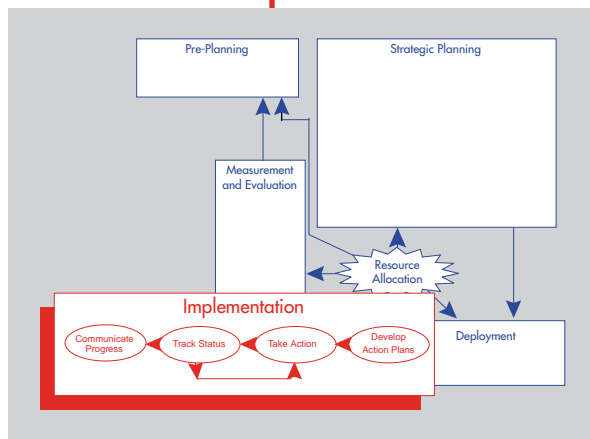 Pre-Planning
Strategic Planning
Measurement
and Evaluation
Resource
Allocation
Implementation
Communicate
Progress
Track Status
Take Action
Develop
Action Plans
Deployment